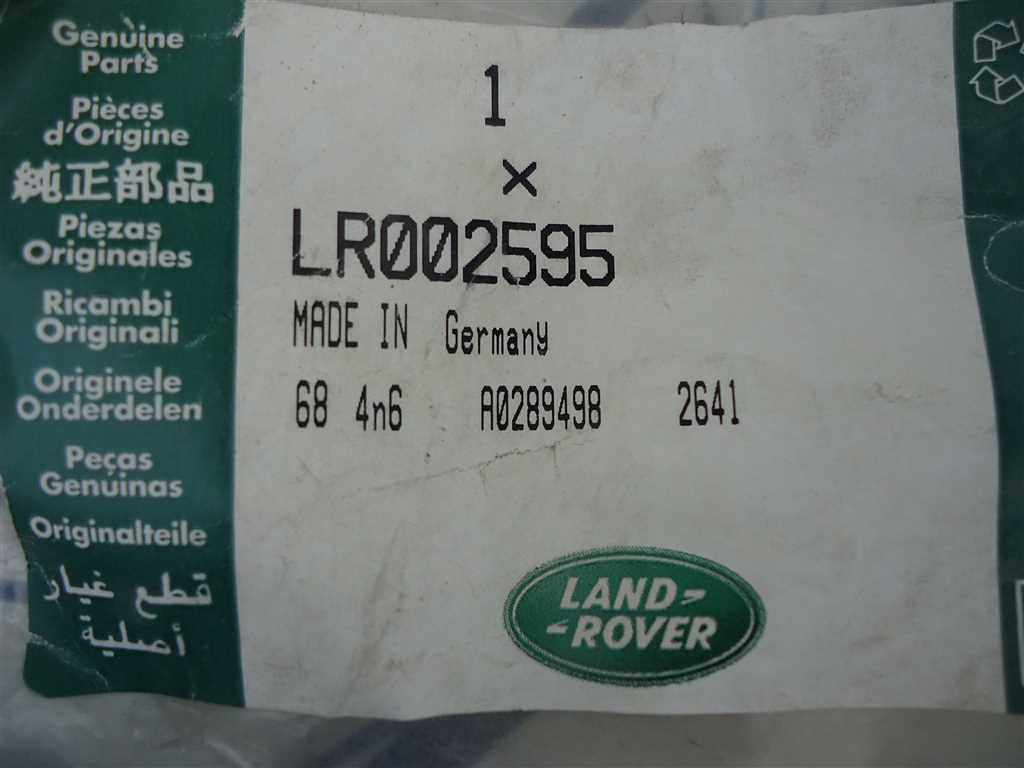 Genuine
Parts
Pièces
d'Origine
純正部品
Piezas
Originales
Ricambi
Originali
Originele
Onderdelen
Peças
Genuinas
Originalteile
قطع غيار
أصلية
1
×
LR002595
MADE IN Germany
68 4n6 A0289498 2641
LAND
ROVER